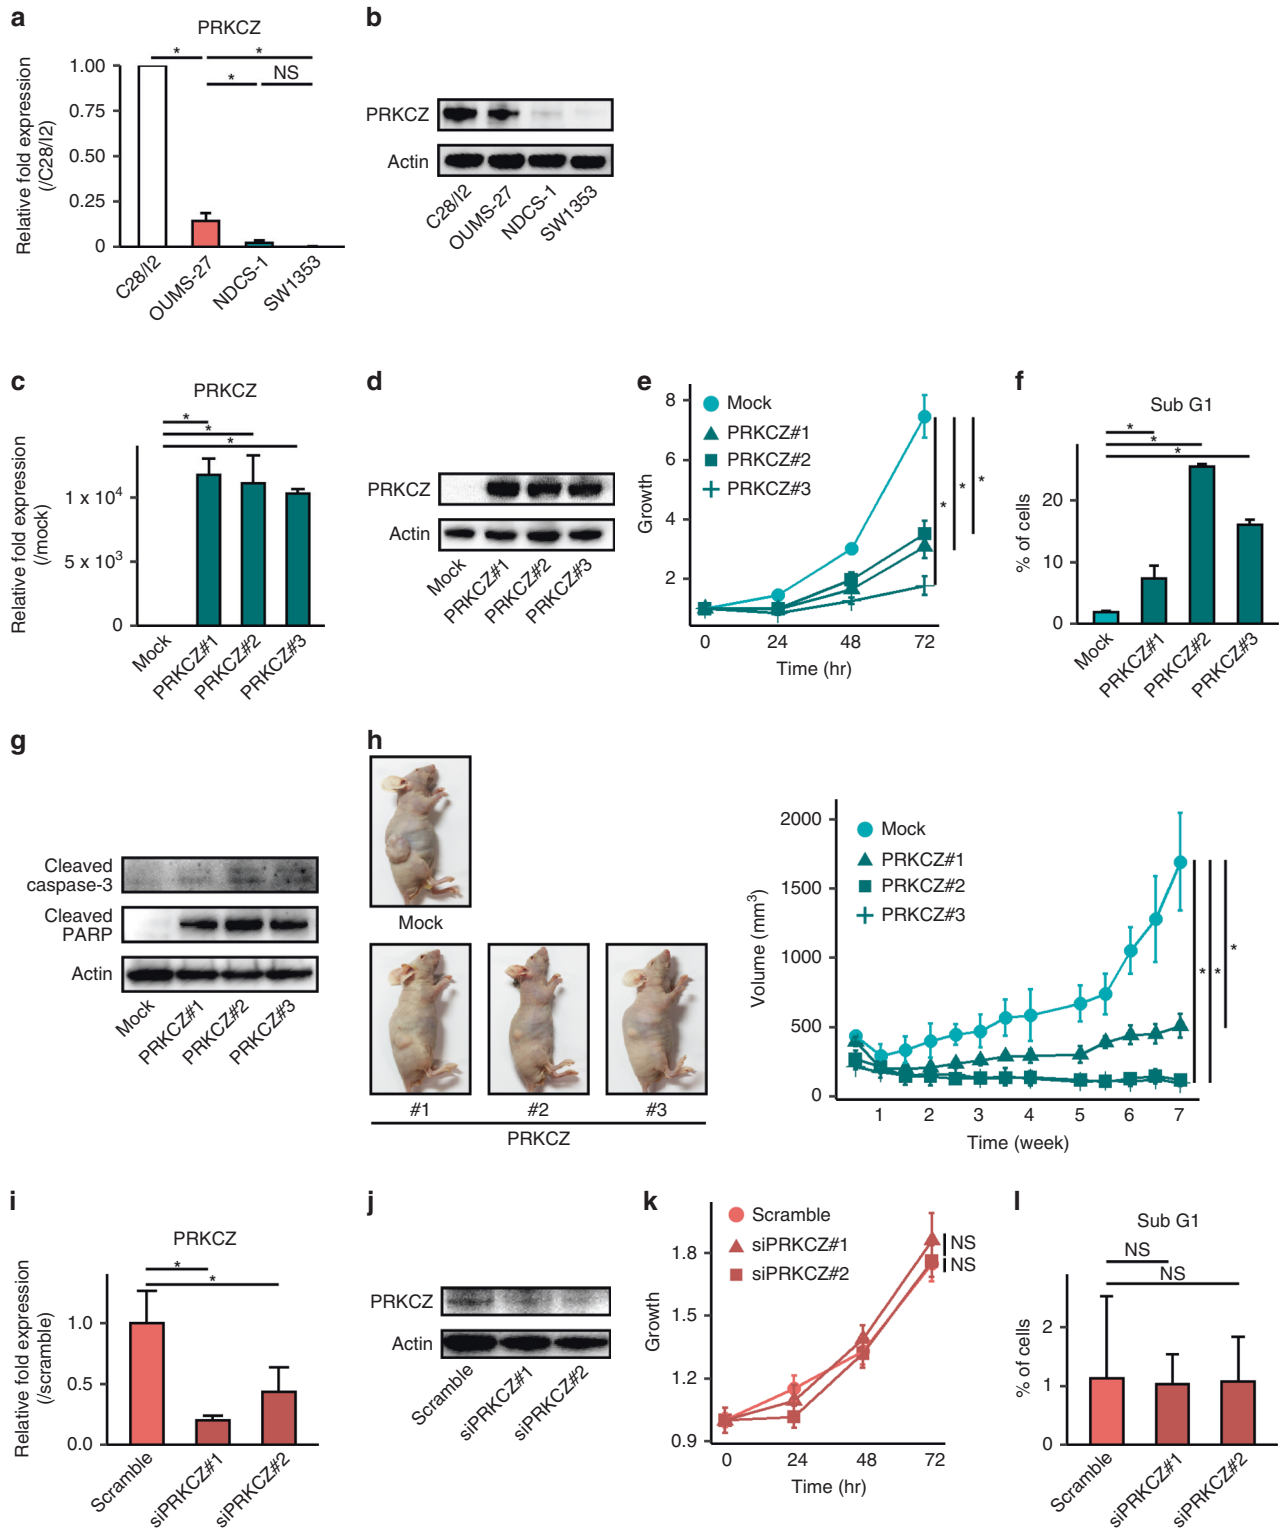 a
PRKCZ
*
*
*
NS
Relative fold expression
(/C28/I2)
1.00
0.75
0.50
0.25
0
C28/I2
OUMS-27
NDCS-1
SW1353
b
PRKCZ
Actin
C28/I2
OUMS-27
NDCS-1
SW1353
c
PRKCZ
*
*
*
Relative fold expression
(/mock)
1 x 10⁴
5 x 10³
0
Mock
PRKCZ#1
PRKCZ#2
PRKCZ#3
d
PRKCZ
Actin
Mock
PRKCZ#1
PRKCZ#2
PRKCZ#3
e
Growth
8
6
4
2
Mock
PRKCZ#1
PRKCZ#2
PRKCZ#3
*
*
*
0
24
48
72
Time (hr)
f
Sub G1
*
*
*
% of cells
20
10
0
Mock
PRKCZ#1
PRKCZ#2
PRKCZ#3
g
Cleaved
caspase-3
Cleaved
PARP
Actin
Mock
PRKCZ#1
PRKCZ#2
PRKCZ#3
h
Mock
#1
#2
#3
PRKCZ
Volume (mm³)
2000
1500
1000
500
0
Mock
PRKCZ#1
PRKCZ#2
PRKCZ#3
*
*
*
1
2
3
4
5
6
7
Time (week)
i
PRKCZ
*
*
Relative fold expression
(/scramble)
1.0
0.5
0.0
Scramble
siPRKCZ#1
siPRKCZ#2
j
PRKCZ
Actin
Scramble
siPRKCZ#1
siPRKCZ#2
k
Growth
1.8
1.5
1.2
0.9
Scramble
siPRKCZ#1
siPRKCZ#2
NS
NS
0
24
48
72
Time (hr)
l
Sub G1
NS
NS
% of cells
2
1
0
Scramble
siPRKCZ#1
siPRKCZ#2